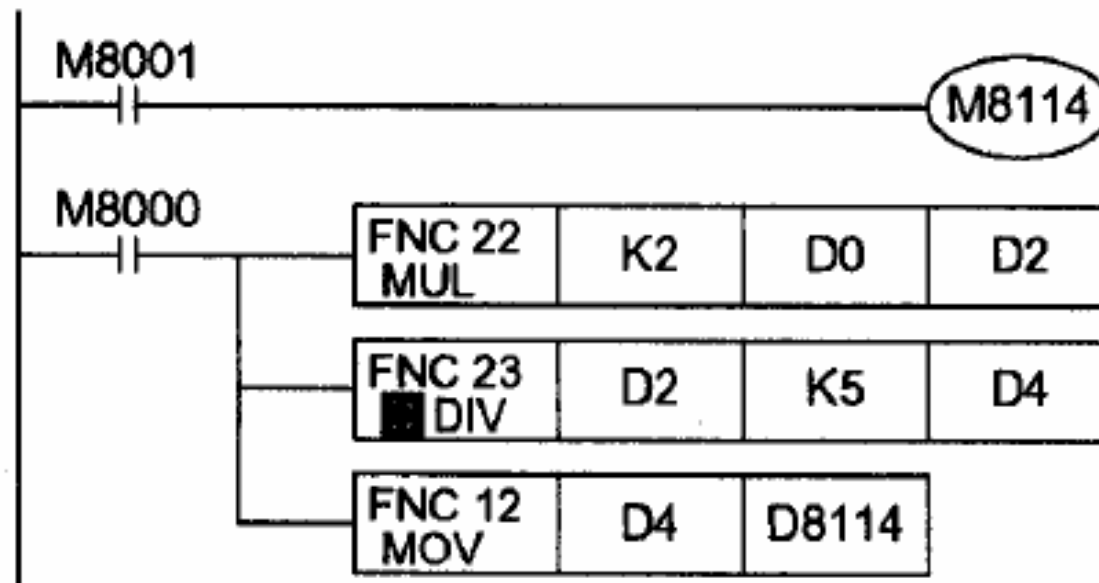 M8001
M8114
M8000
FNC 22 MUL K2 D0 D2
FNC 23 DIV D2 K5 D4
FNC 12 MOV D4 D8114